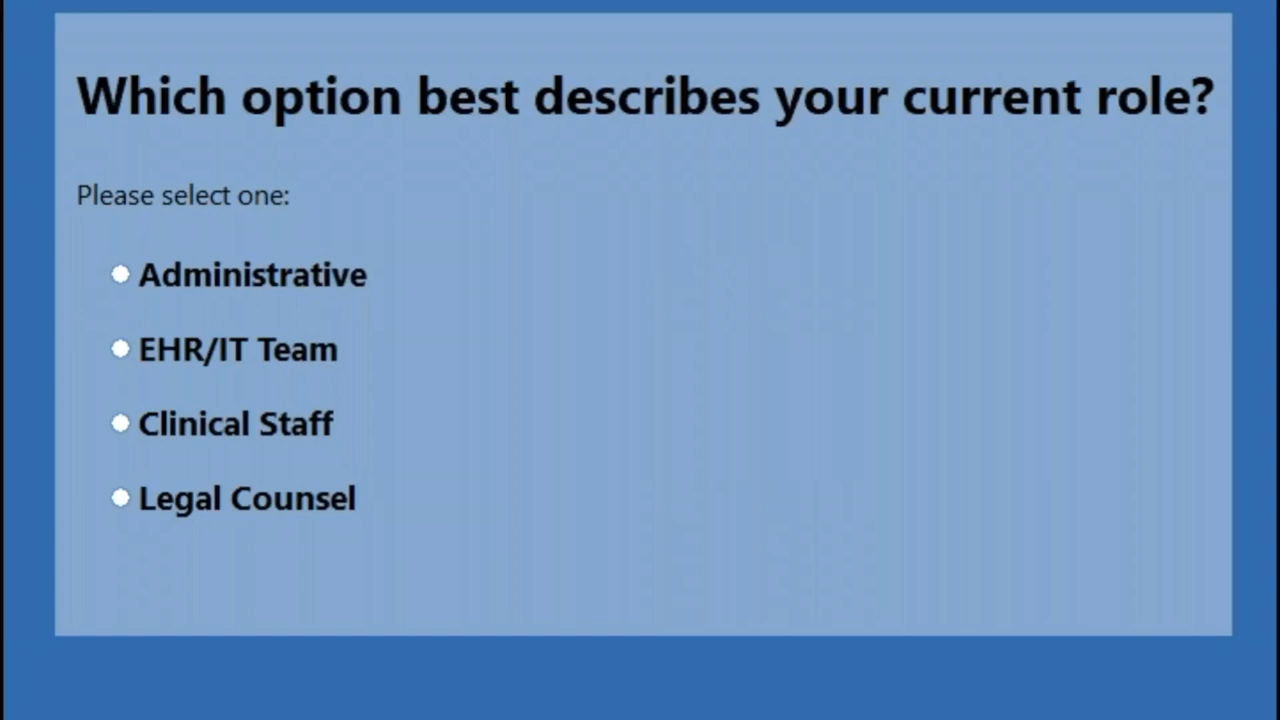 Which option best describes your current role?
Please select one:
Administrative
EHR/IT Team
Clinical Staff
Legal Counsel